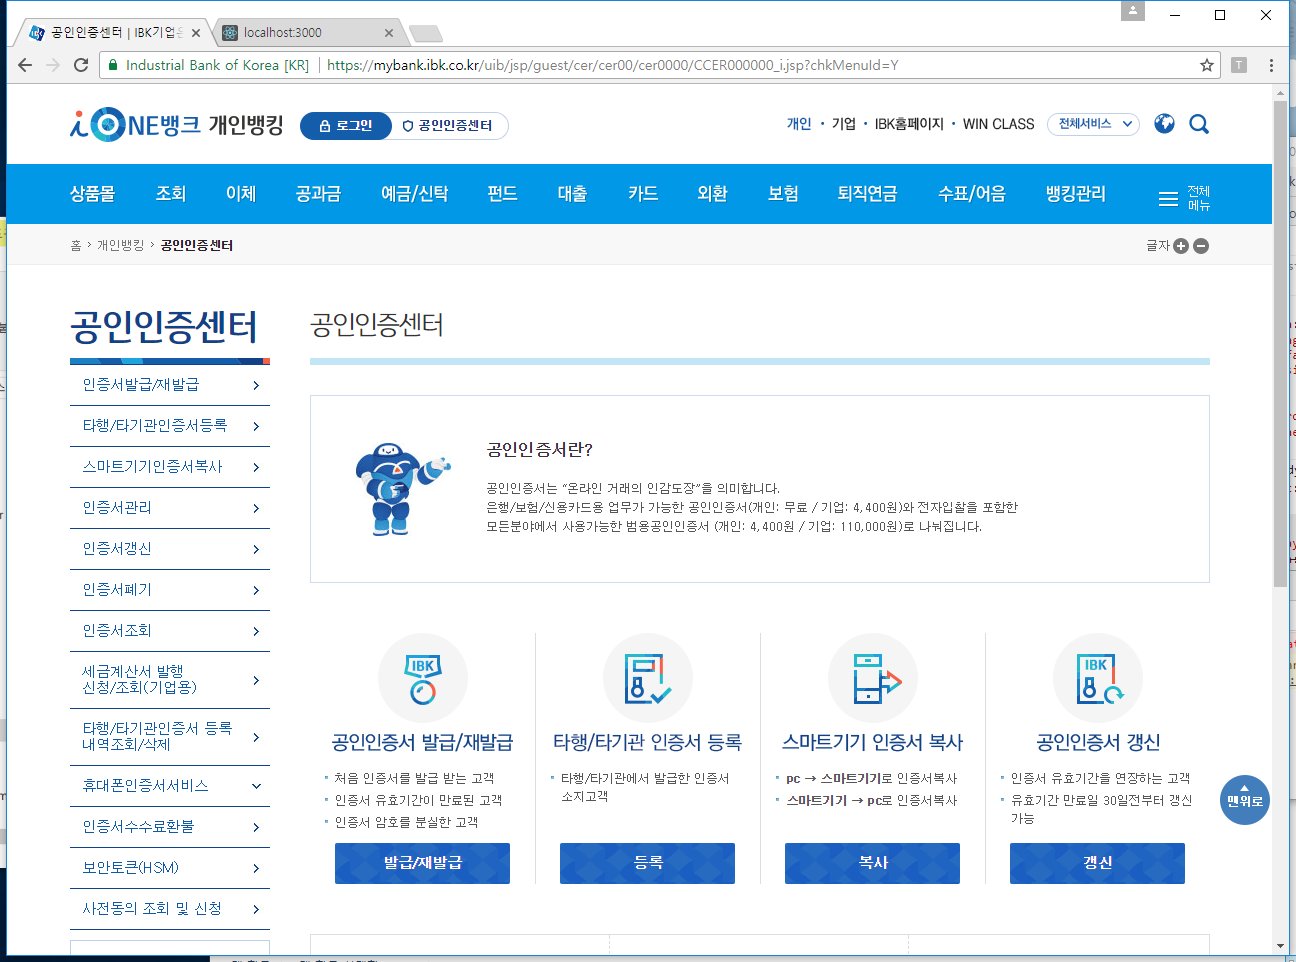 공인인증센터 | IBK기업은
localhost:3000
Industrial Bank of Korea [KR]
https://mybank.ibk.co.kr/uib/jsp/guest/cer/cer00/cer0000/CCER000000_i.jsp?chkMenuId=Y
T
i ONE뱅크 개인뱅킹
로그인
공인인증센터
개인 · 기업 · IBK홈페이지 · WIN CLASS
전체서비스
상품몰 조회 이체 공과금 예금/신탁 펀드 대출 카드 외환 보험 퇴직연금 수표/어음 뱅킹관리
전체
메뉴
홈 > 개인뱅킹 > 공인인증센터
글자
공인인증센터
인증서발급/재발급
타행/타기관인증서등록
스마트기기인증서복사
인증서관리
인증서갱신
인증서폐기
인증서조회
세금계산서 발행
신청/조회(기업용)
타행/타기관인증서 등록
내역조회/삭제
휴대폰인증서서비스
인증서수수료환불
보안토큰(HSM)
사전동의 조회 및 신청
공인인증센터
공인인증서란?
공인인증서는 “온라인 거래의 인감도장”을 의미합니다.
은행/보험/신용카드용 업무가 가능한 공인인증서(개인: 무료 / 기업: 4,400원)와 전자입찰을 포함한
모든분야에서 사용가능한 범용공인인증서 (개인: 4,400원 / 기업: 110,000원)로 나눠집니다.
IBK
공인인증서 발급/재발급
처음 인증서를 발급 받는 고객
인증서 유효기간이 만료된 고객
인증서 암호를 분실한 고객
발급/재발급
타행/타기관 인증서 등록
타행/타기관에서 발급한 인증서
소지고객
등록
스마트기기 인증서 복사
pc → 스마트기기로 인증서복사
스마트기기 → pc로 인증서복사
복사
IBK
공인인증서 갱신
인증서 유효기간을 연장하는 고객
유효기간 만료일 30일전부터 갱신
가능
갱신
맨위로